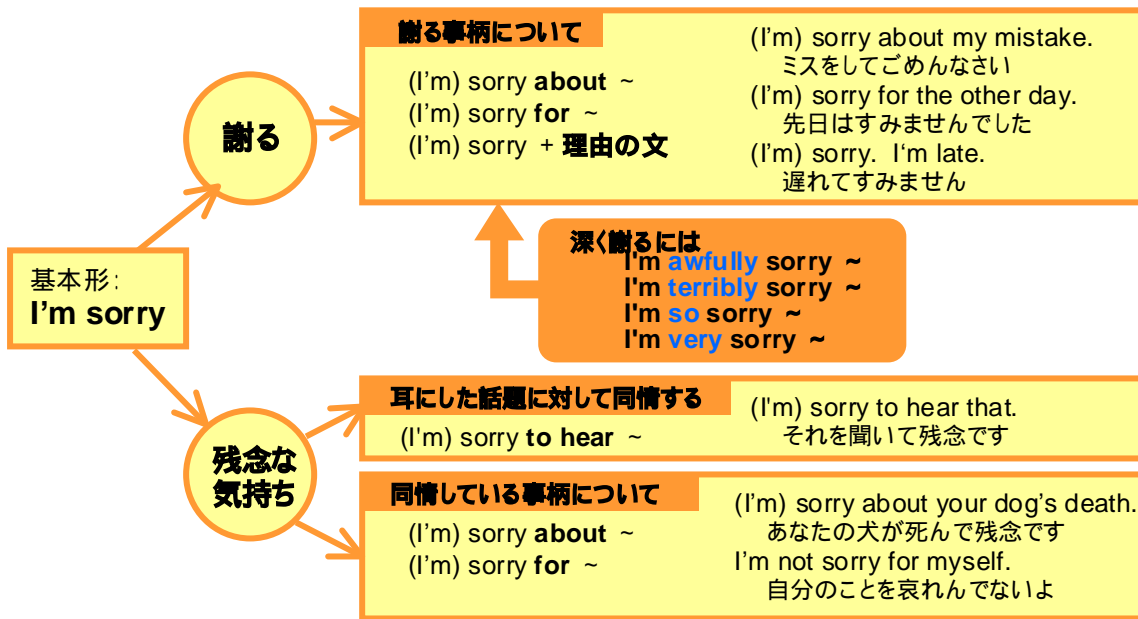 基本形：
I’m sorry
謝る
謝る事柄について
(I’m) sorry about ~
(I’m) sorry for ~
(I’m) sorry + 理由の文
(I’m) sorry about my mistake.
ミスをしてごめんなさい
(I’m) sorry for the other day.
先日はすみませんでした
(I’m) sorry. I‘m late.
遅れてすみません
深く謝るには
I'm awfully sorry ~
I'm terribly sorry ~
I'm so sorry ~
I'm very sorry ~
残念な
気持ち
耳にした話題に対して同情する
(I'm) sorry to hear ~
(I’m) sorry to hear that.
それを聞いて残念です
同情している事柄について
(I’m) sorry about ~
(I’m) sorry for ~
(I’m) sorry about your dog’s death.
あなたの犬が死んで残念です
I’m not sorry for myself.
自分のことを哀れんでないよ